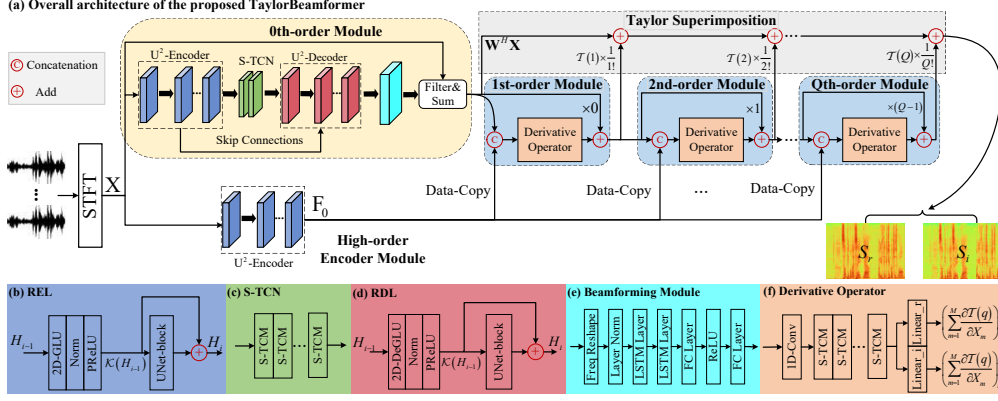 (a) Overall architecture of the proposed TaylorBeamformer
0th-order Module
Taylor Superimposition
U²-Encoder
S-TCN
U²-Decoder
Skip Connections
Filter&
Sum
C Concatenation
+ Add
W^H X
T(1)×1/1!
T(2)×1/2!
...
T(Q)×1/Q!
1st-order Module
×0
C
Derivative
Operator
2nd-order Module
×1
C
Derivative
Operator
...
Qth-order Module
×(Q−1)
C
Derivative
Operator
STFT
X
U²-Encoder
F₀
High-order
Encoder Module
Data-Copy
Data-Copy
...
Data-Copy
S_r
S_i
(b) REL
H_{i−1}
2D-GLU
Norm
PReLU
K(H_{i−1})
UNet-block
H_i
(c) S-TCN
S-TCM
S-TCM
...
S-TCM
(d) RDL
H_{i−1}
2D-DeGLU
Norm
PReLU
K(H_{i−1})
UNet-block
H_i
(e) Beamforming Module
Freq Reshape
Layer Norm
LSTM Layer
LSTM Layer
FC Layer
ReLU
FC Layer
(f) Derivative Operator
1D-Conv
S-TCM
S-TCM
...
S-TCM
Linear_r
Linear_i
(∑_{m=1}^{M} ∂T(q)/∂X_m)_r
(∑_{m=1}^{M} ∂T(q)/∂X_m)_i